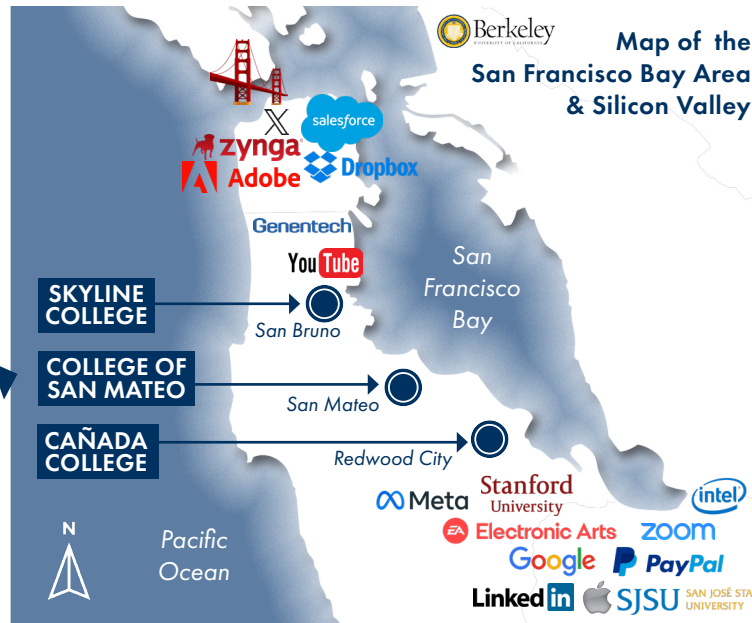 Berkeley
UNIVERSITY OF CALIFORNIA
Map of the
San Francisco Bay Area
& Silicon Valley
X
salesforce
zynga
Adobe
Dropbox
Genentech
YouTube
San
Francisco
Bay
SKYLINE
COLLEGE
San Bruno
COLLEGE OF
SAN MATEO
San Mateo
CAÑADA
COLLEGE
Redwood City
Meta
Stanford
University
intel
EA Electronic Arts
zoom
Google
PayPal
LinkedIn
SJSU
SAN JOSÉ STA
UNIVERSITY
N
Pacific
Ocean